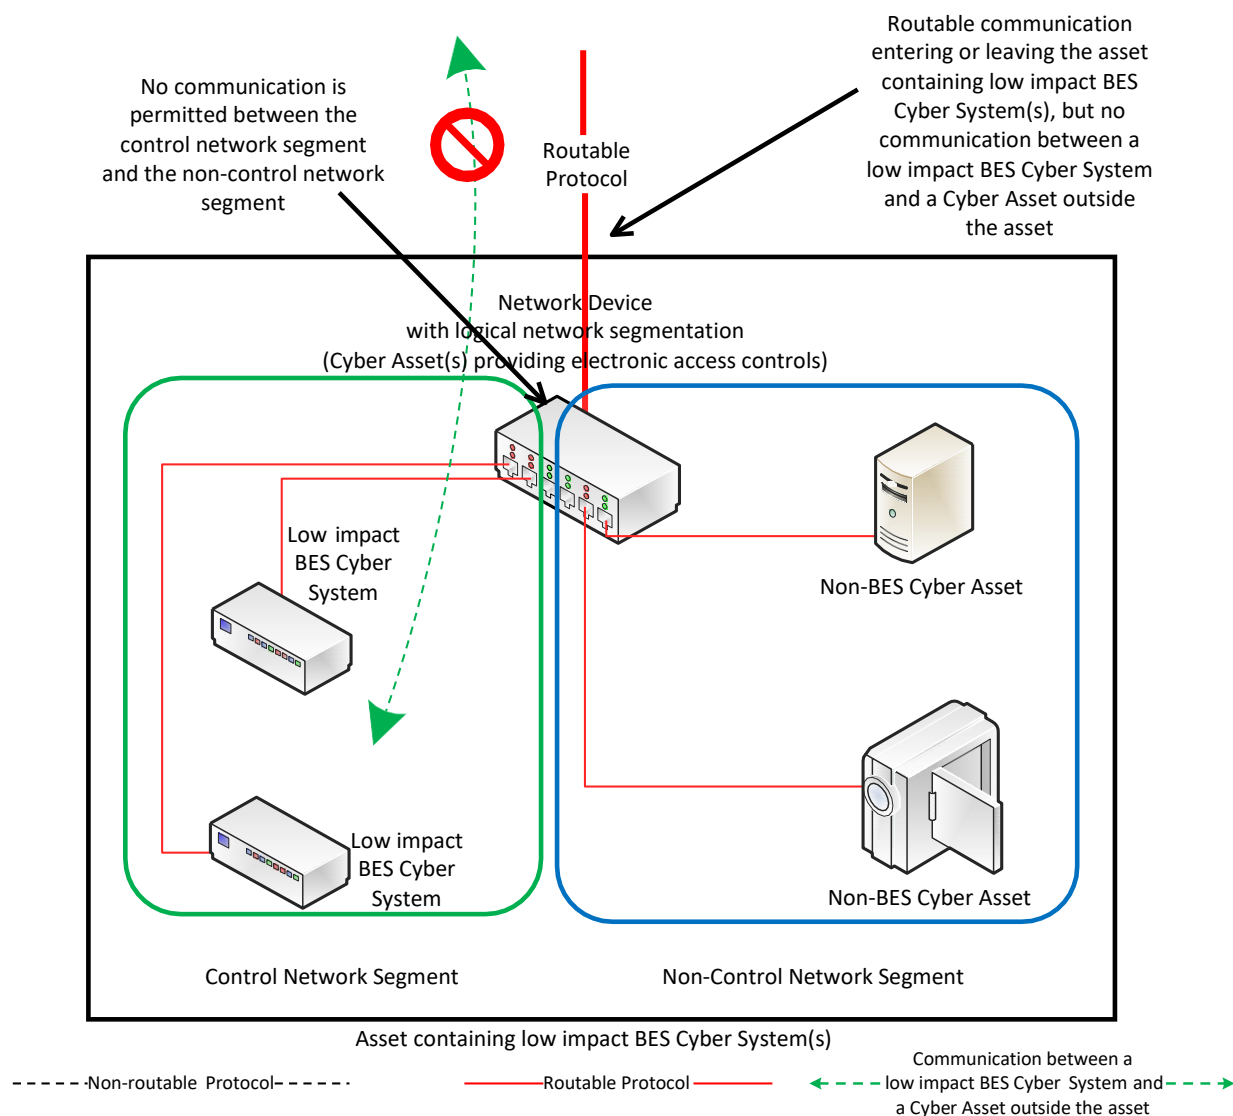 No communication is
permitted between the
control network segment
and the non-control network
segment
Routable
Protocol
Routable communication
entering or leaving the asset
containing low impact BES
Cyber System(s), but no
communication between a
low impact BES Cyber System
and a Cyber Asset outside
the asset
Network Device
with logical network segmentation
(Cyber Asset(s) providing electronic access controls)
Low impact
BES Cyber
System
Low impact
BES Cyber
System
Non-BES Cyber Asset
Non-BES Cyber Asset
Control Network Segment
Non-Control Network Segment
Asset containing low impact BES Cyber System(s)
Non-routable Protocol
Routable Protocol
Communication between a
low impact BES Cyber System and
a Cyber Asset outside the asset